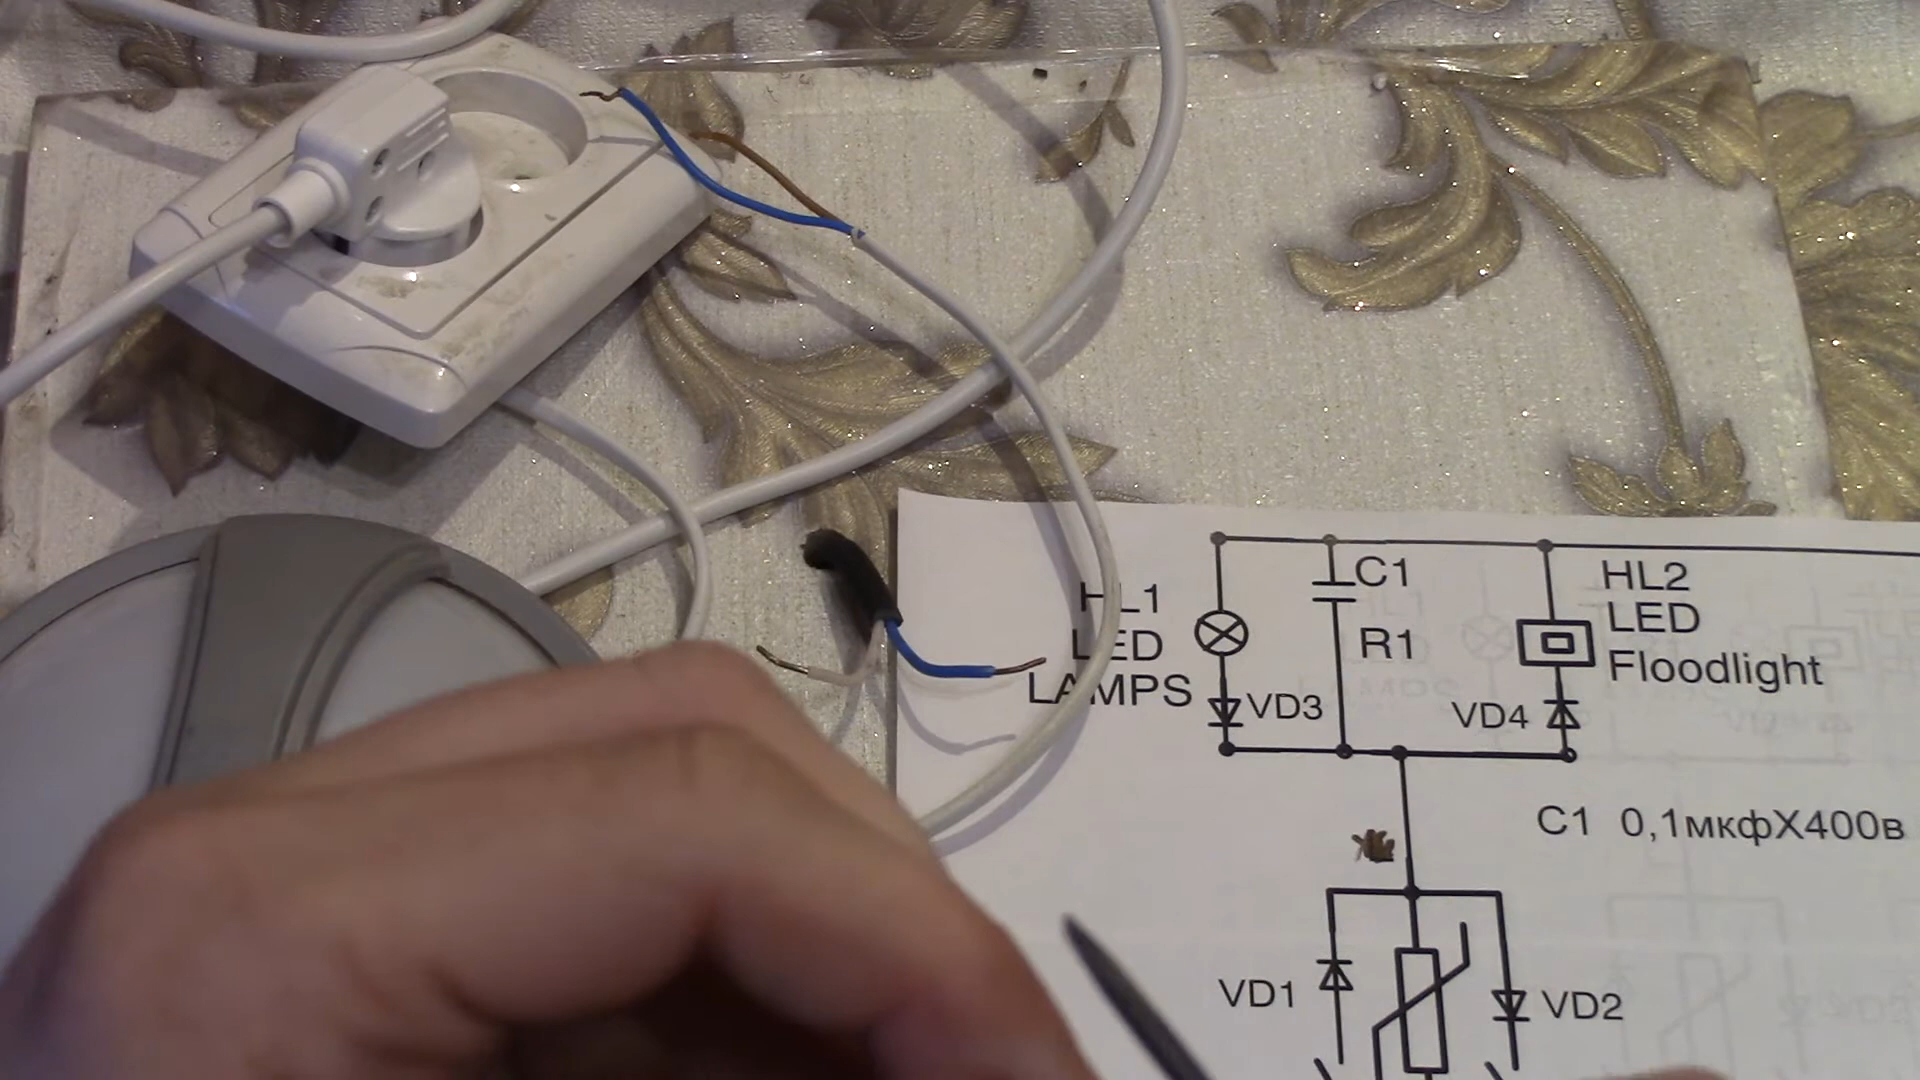 HL1
LED
LAMPS
C1
R1
VD3
HL2
LED
Floodlight
VD4
C1 0,1мкфХ400в
VD1
VD2